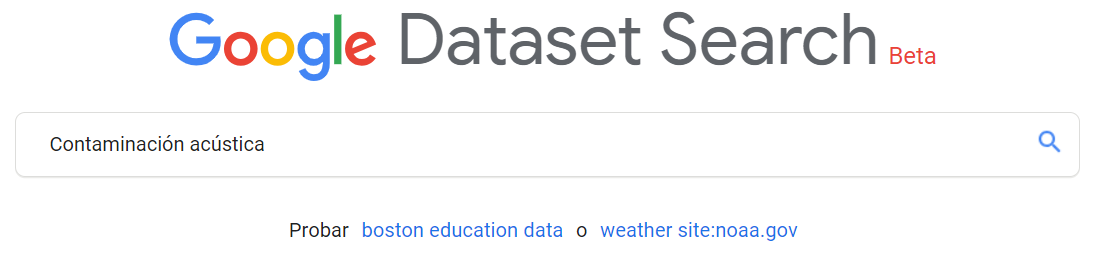 Google Dataset Search Beta
Contaminación acústica
Probar boston education data o weather site:noaa.gov